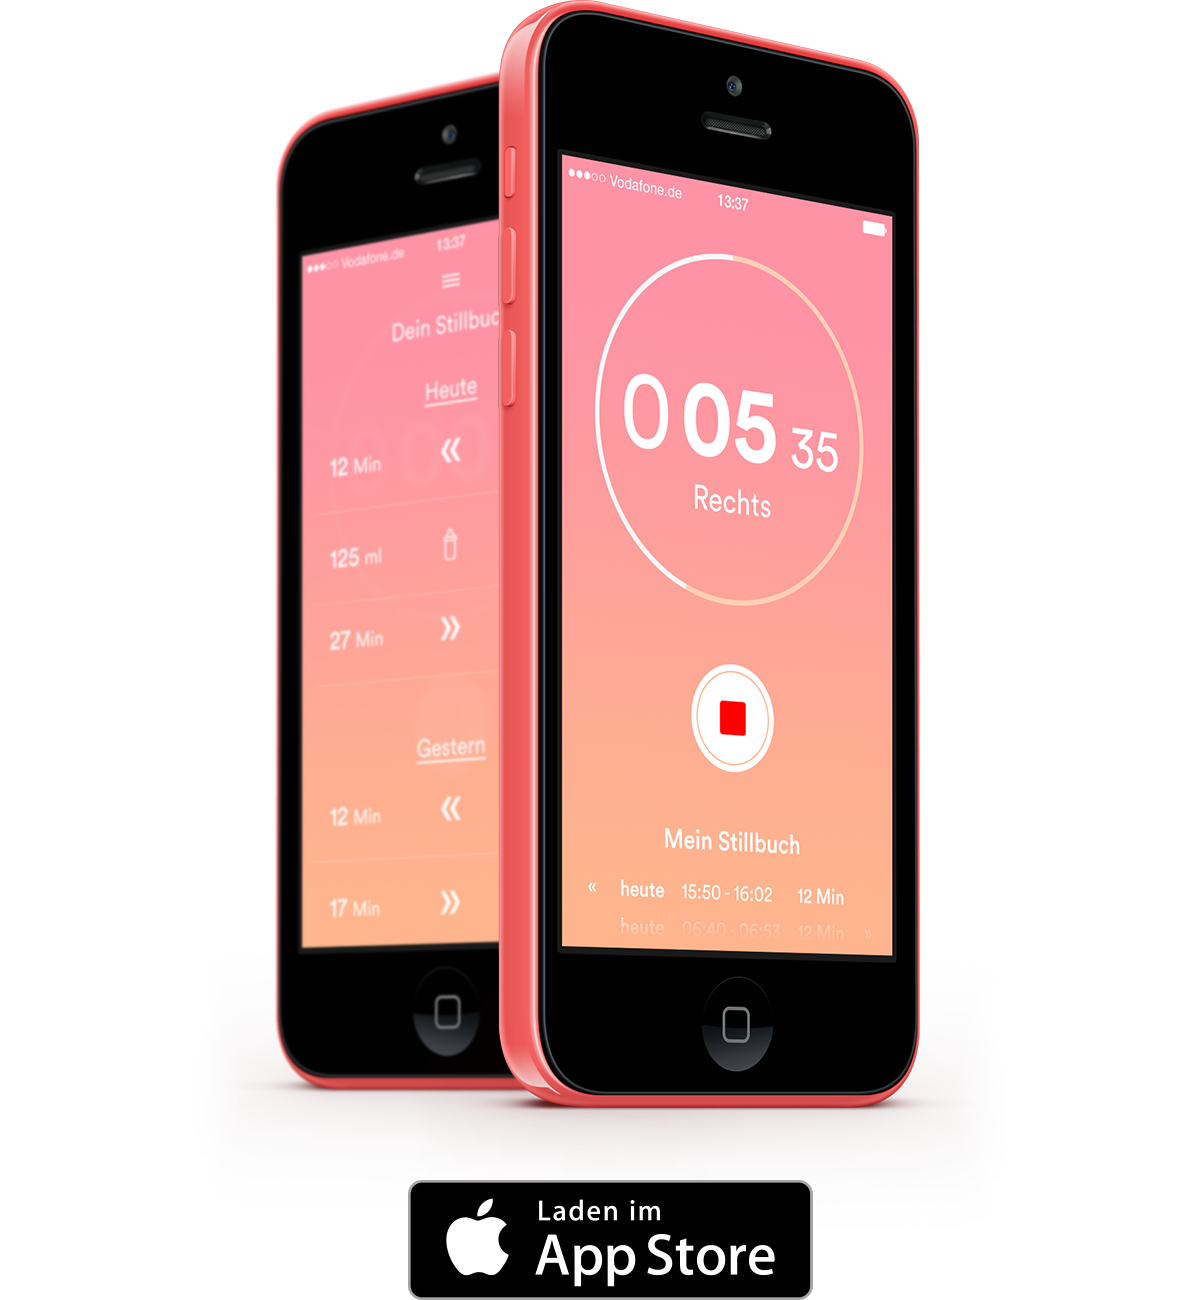 Vodafone.de 13:37
Dein Stillbuc
Heute
12 Min «
125 ml
27 Min »
Gestern
12 Min «
17 Min »
Vodafone.de 13:37
0 05 35
Rechts
Mein Stillbuch
« heute 15:50 - 16:02 12 Min
heute 06:40 - 06:53 12 Min »
Laden im
App Store